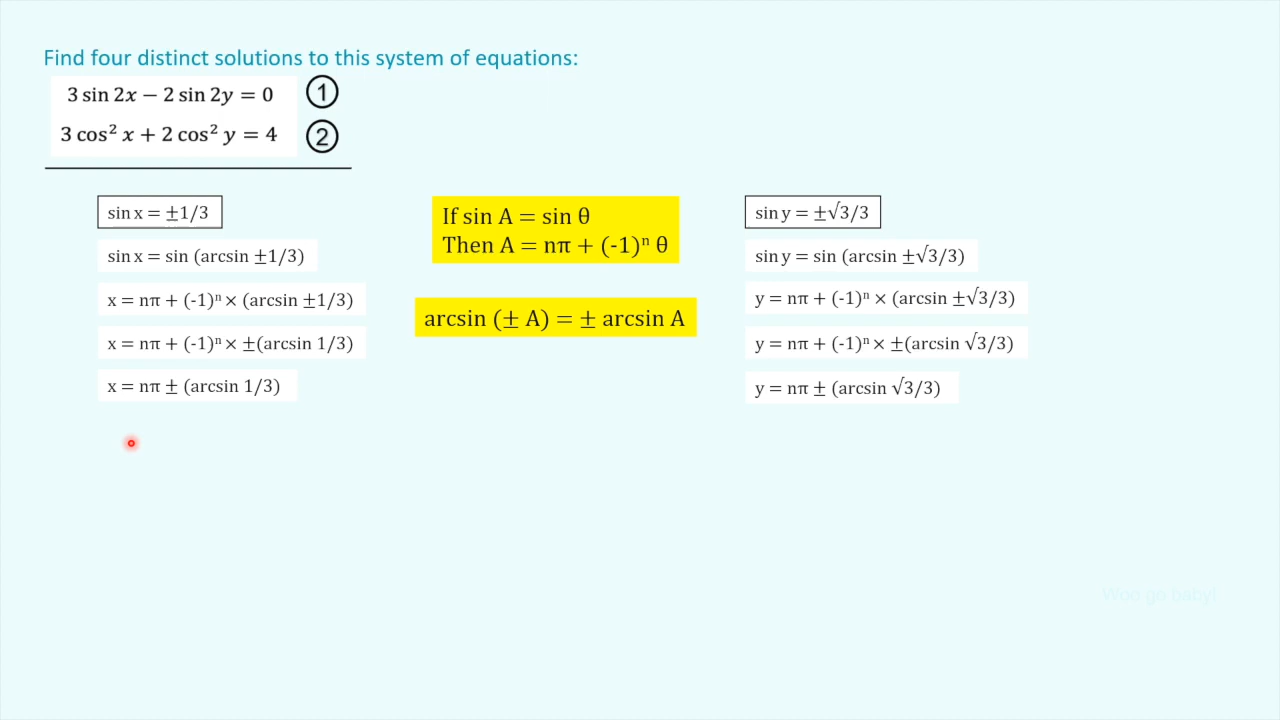 Find four distinct solutions to this system of equations:
3 sin 2x − 2 sin 2y = 0 ①
3 cos² x + 2 cos² y = 4 ②
sin x = ±1/3
sin x = sin (arcsin ±1/3)
x = nπ + (-1)ⁿ × (arcsin ±1/3)
x = nπ + (-1)ⁿ × ±(arcsin 1/3)
x = nπ ± (arcsin 1/3)
If sin A = sin θ
Then A = nπ + (-1)ⁿ θ
arcsin (± A) = ± arcsin A
sin y = ±√3/3
sin y = sin (arcsin ±√3/3)
y = nπ + (-1)ⁿ × (arcsin ±√3/3)
y = nπ + (-1)ⁿ × ±(arcsin √3/3)
y = nπ ± (arcsin √3/3)
Woo go baby!